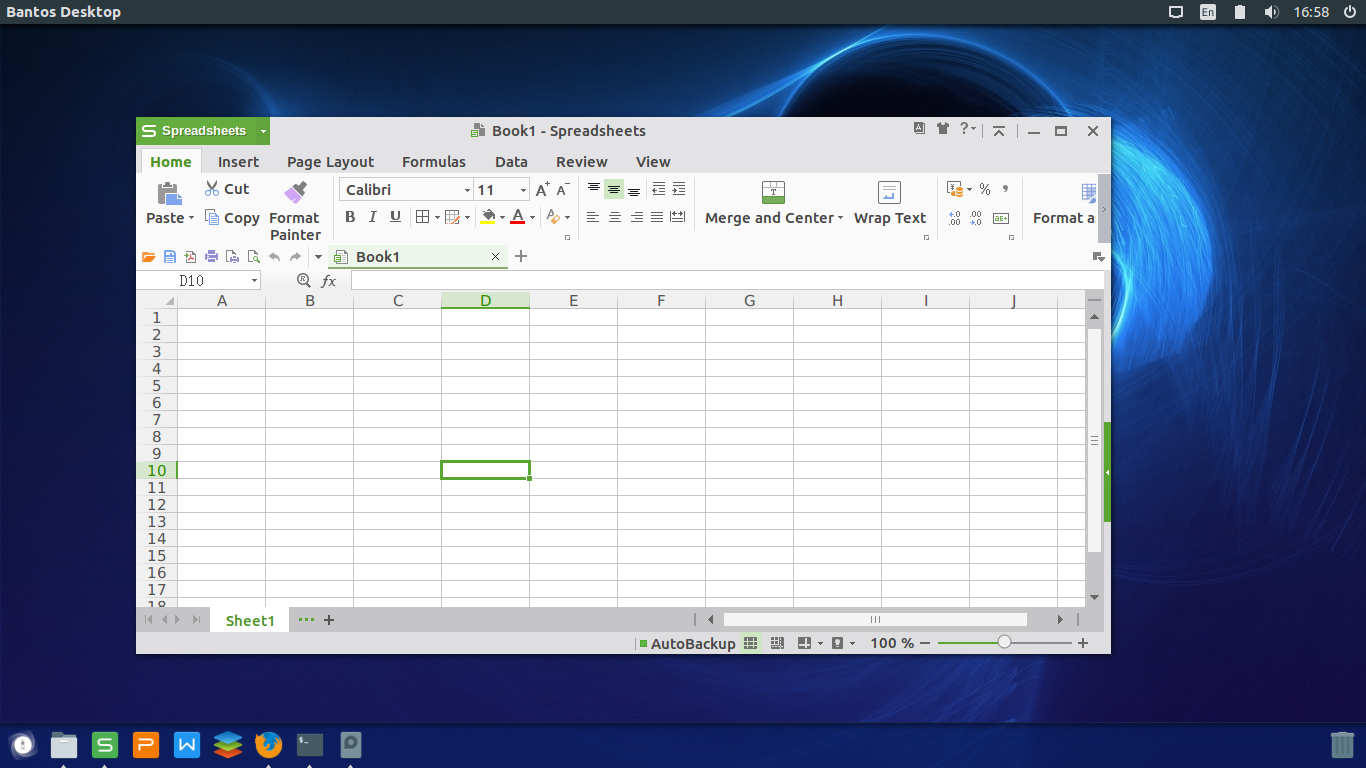 Bantos Desktop En 16:58
Spreadsheets Book1 - Spreadsheets ?
Home Insert Page Layout Formulas Data Review View
Cut Calibri 11 A+ A- %
Paste Copy Format Painter B I U A Merge and Center Wrap Text Format a
Book1
D10 fx
A B C D E F G H I J
1
2
3
4
5
6
7
8
9
10
11
12
13
14
15
16
17
18
Sheet1
AutoBackup 100 %
S P W